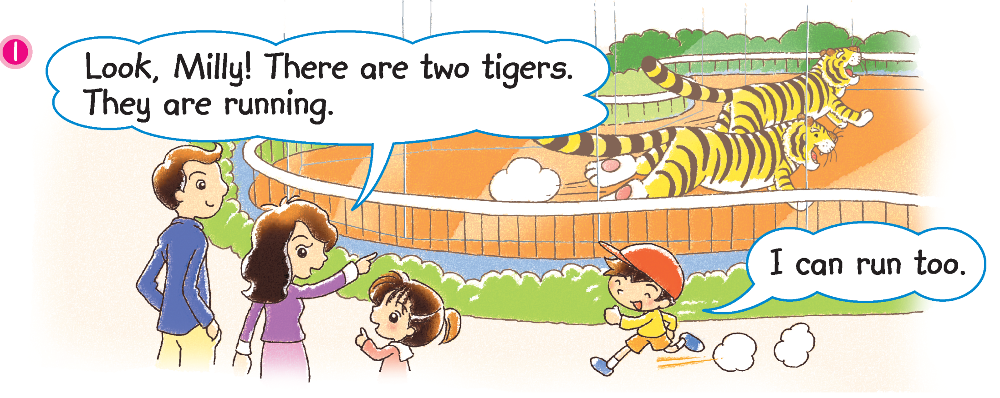 1
Look, Milly! There are two tigers.
They are running.
I can run too.